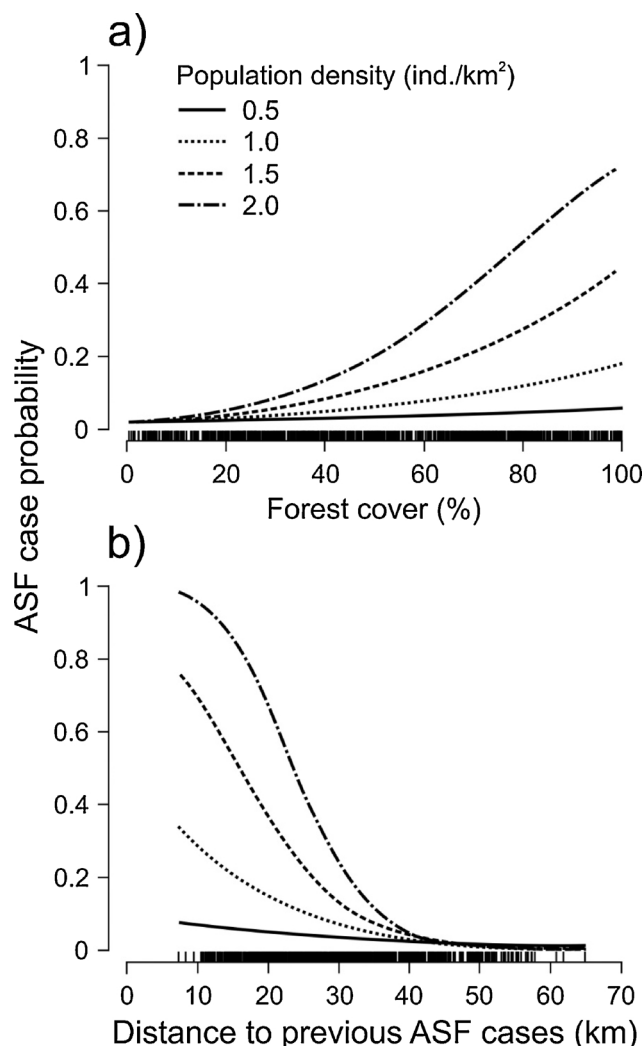 a)
Population density (ind./km²)
0.5
1.0
1.5
2.0
1
0.8
0.6
0.4
0.2
0
0 20 40 60 80 100
Forest cover (%)
ASF case probability
b)
1
0.8
0.6
0.4
0.2
0
0 10 20 30 40 50 60 70
Distance to previous ASF cases (km)